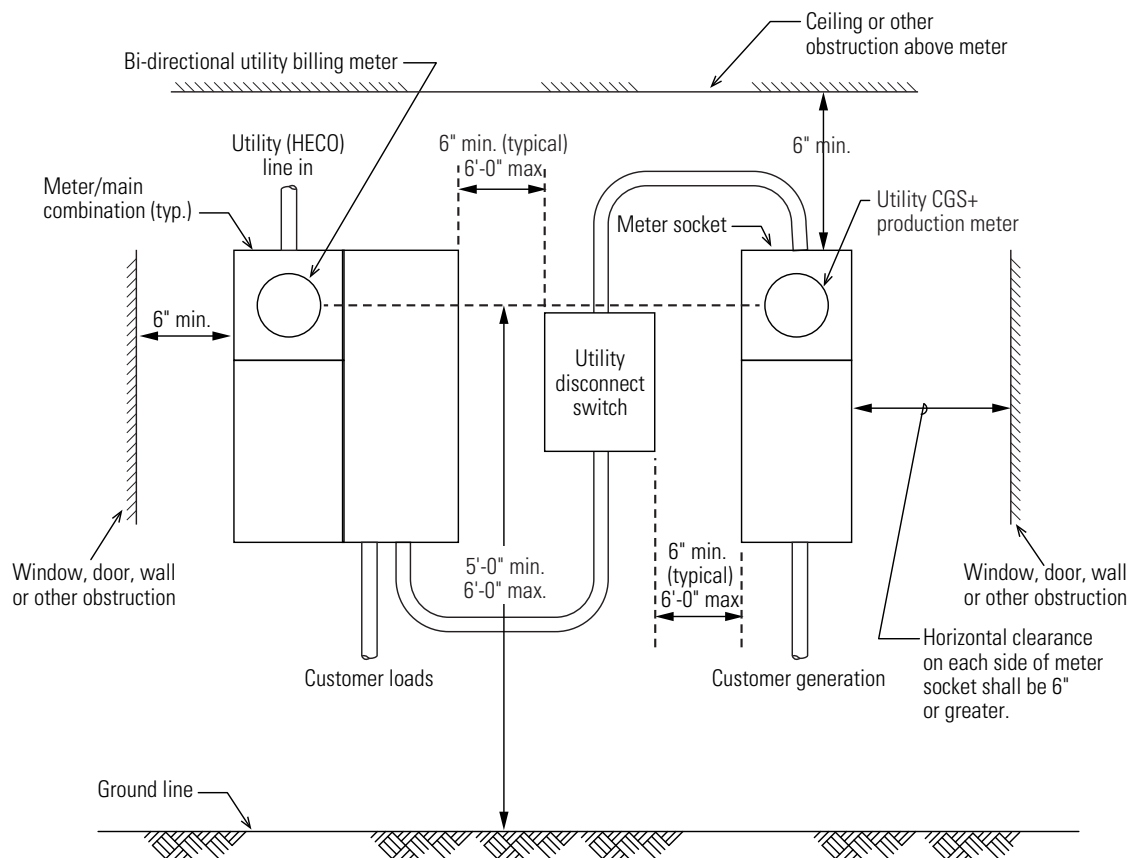 Ceiling or other
obstruction above meter
Bi-directional utility billing meter
Utility (HECO)
line in
6" min. (typical)
6'-0" max
6" min.
Meter/main
combination (typ.)
Meter socket
Utility CGS+
production meter
6" min.
Utility
disconnect
switch
5'-0" min.
6'-0" max.
6" min.
(typical)
6'-0" max
Window, door, wall
or other obstruction
Window, door, wall
or other obstruction
Customer loads
Customer generation
Horizontal clearance
on each side of meter
socket shall be 6"
or greater.
Ground line